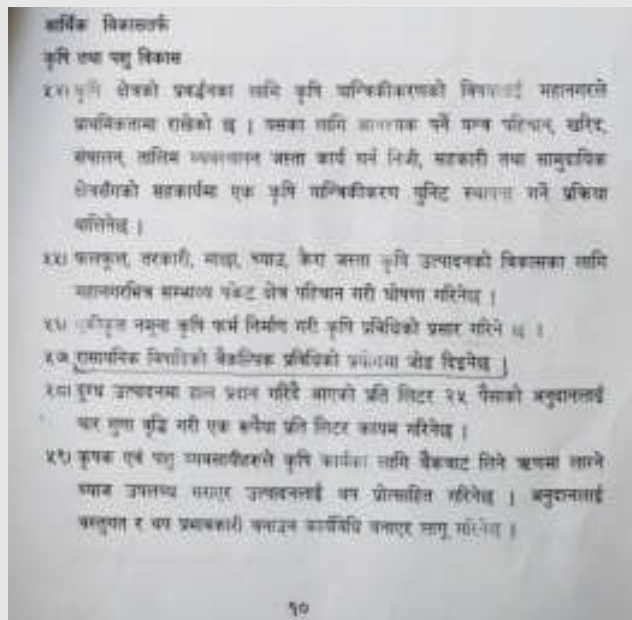 आर्थिक विकासतर्फ
कृषि तथा पशु विकास
५४। कृषि क्षेत्रको प्रवर्द्धनका लागि कृषि यान्त्रिकीकरणको विषयलाई महानगरले
प्राथमिकतामा राखेको छ । यसका लागि आवश्यक पर्ने यन्त्र पहिचान, खरिद,
संचालन, तालिम व्यवस्थापन जस्ता कार्य गर्न निजी, सहकारी तथा सामुदायिक
क्षेत्रसँगको सहकार्यमा एक कृषि यान्त्रिकीकरण युनिट स्थापना गर्ने प्रक्रिया
थालिनेछ ।
५५। फलफूल, तरकारी, माछा, च्याउ, केरा जस्ता कृषि उत्पादनको विकासका लागि
महानगरभित्र सम्भाव्य पकेट क्षेत्र पहिचान गरी घोषणा गरिनेछ ।
५६। एकीकृत नमूना कृषि फर्म निर्माण गरी कृषि प्रविधिको प्रसार गरिने छ ।
५७। रासायनिक विषादिको वैकल्पिक प्रविधिको प्रयोगमा जोड दिइनेछ ।
५८। दुग्ध उत्पादनमा हाल प्रदान गरिदै आएको प्रति लिटर २५ पैसाको अनुदानलाई
चार गुणा वृद्धि गरी एक रूपैया प्रति लिटर कायम गरिनेछ ।
५९। कृषक एवं पशु व्यवसायीहरुले कृषि कार्यका लागि बैंकबाट लिने ऋणमा लाग्ने
ब्याज उपलब्ध गराएर उत्पादनलाई थप प्रोत्साहित गरिनेछ । अनुदानलाई
वस्तुगत र थप प्रभावकारी बनाउन कार्यविधि बनाएर लागू गरिनेछ ।
१०